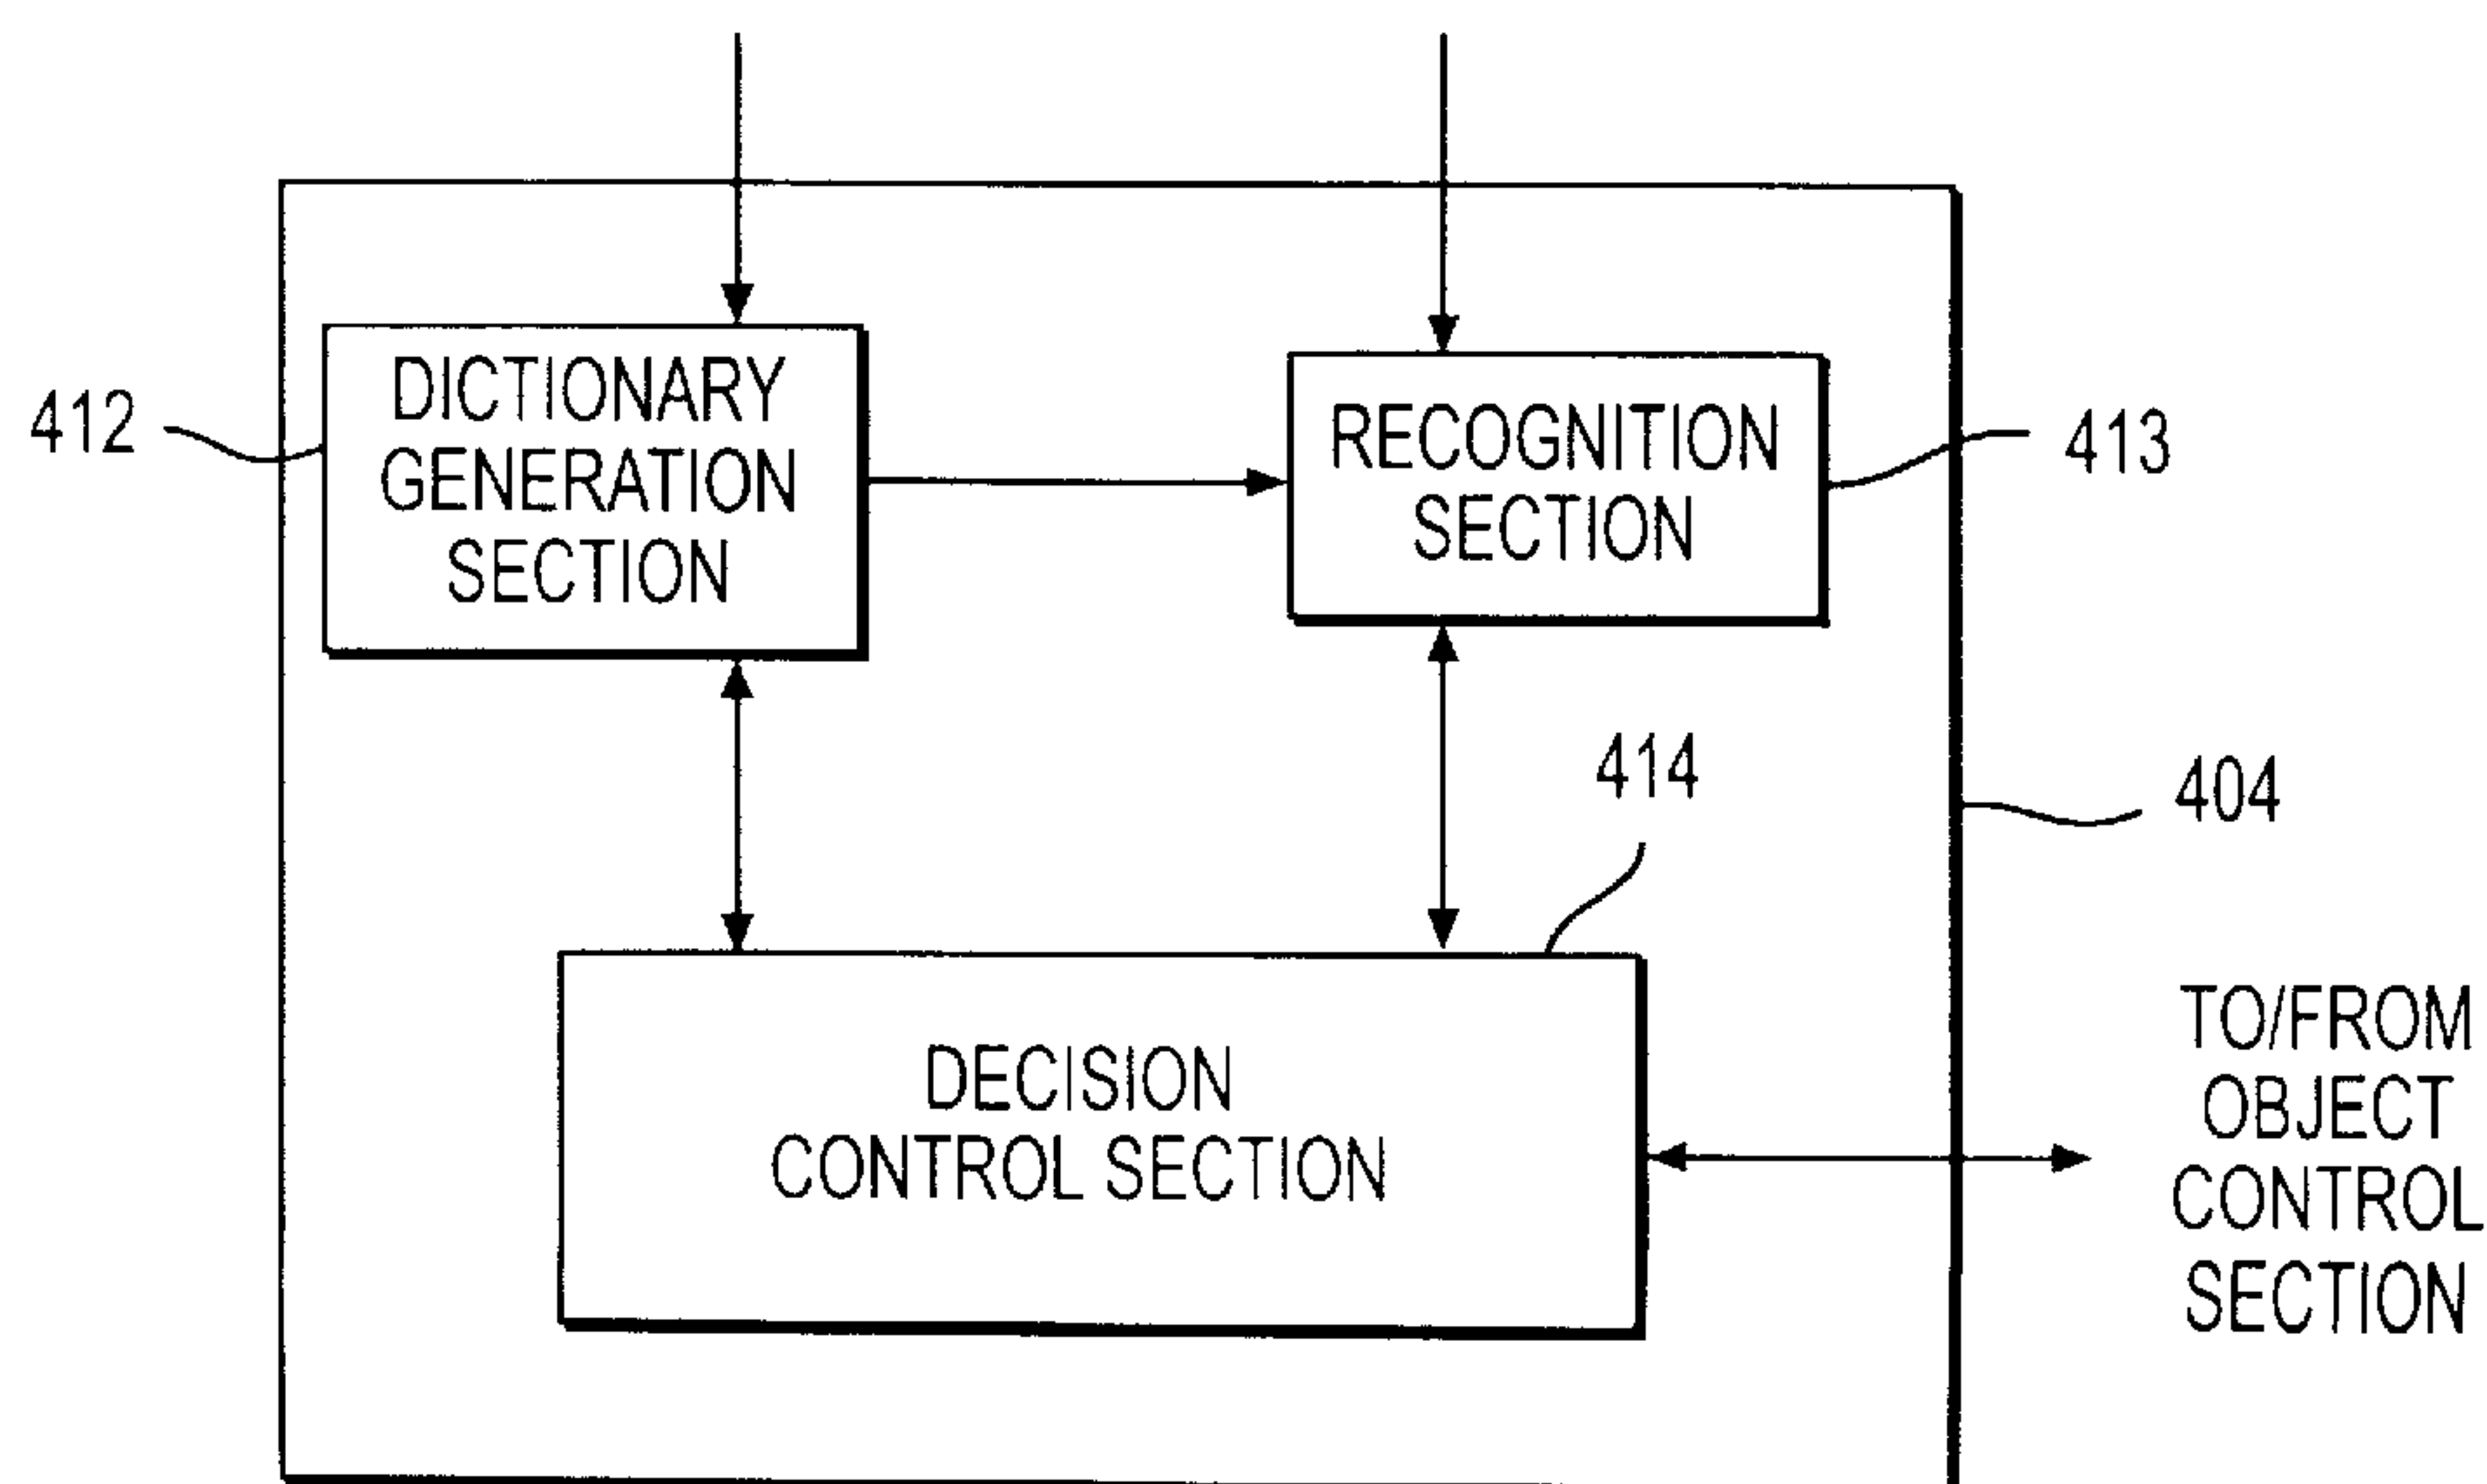 412
DICTIONARY
GENERATION
SECTION
RECOGNITION
SECTION
413
414
404
DECISION
CONTROL SECTION
TO/FROM
OBJECT
CONTROL
SECTION